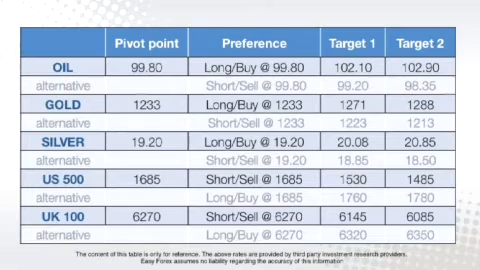 Pivot point Preference Target 1 Target 2
OIL 99.80 Long/Buy @ 99.80 102.10 102.90
alternative Short/Sell @ 99.80 99.20 98.35
GOLD 1233 Long/Buy @ 1233 1271 1288
alternative Short/Sell @ 1233 1223 1213
SILVER 19.20 Long/Buy @ 19.20 20.08 20.85
alternative Short/Sell @ 19.20 18.85 18.50
US 500 1685 Short/Sell @ 1685 1530 1485
alternative Long/Buy @ 1685 1760 1780
UK 100 6270 Short/Sell @ 6270 6145 6085
alternative Long/Buy @ 6270 6320 6350
The content of this table is only for reference. The above rates are provided by third party investment research providers.
Easy Forex assumes no liability regarding the accuracy of this information